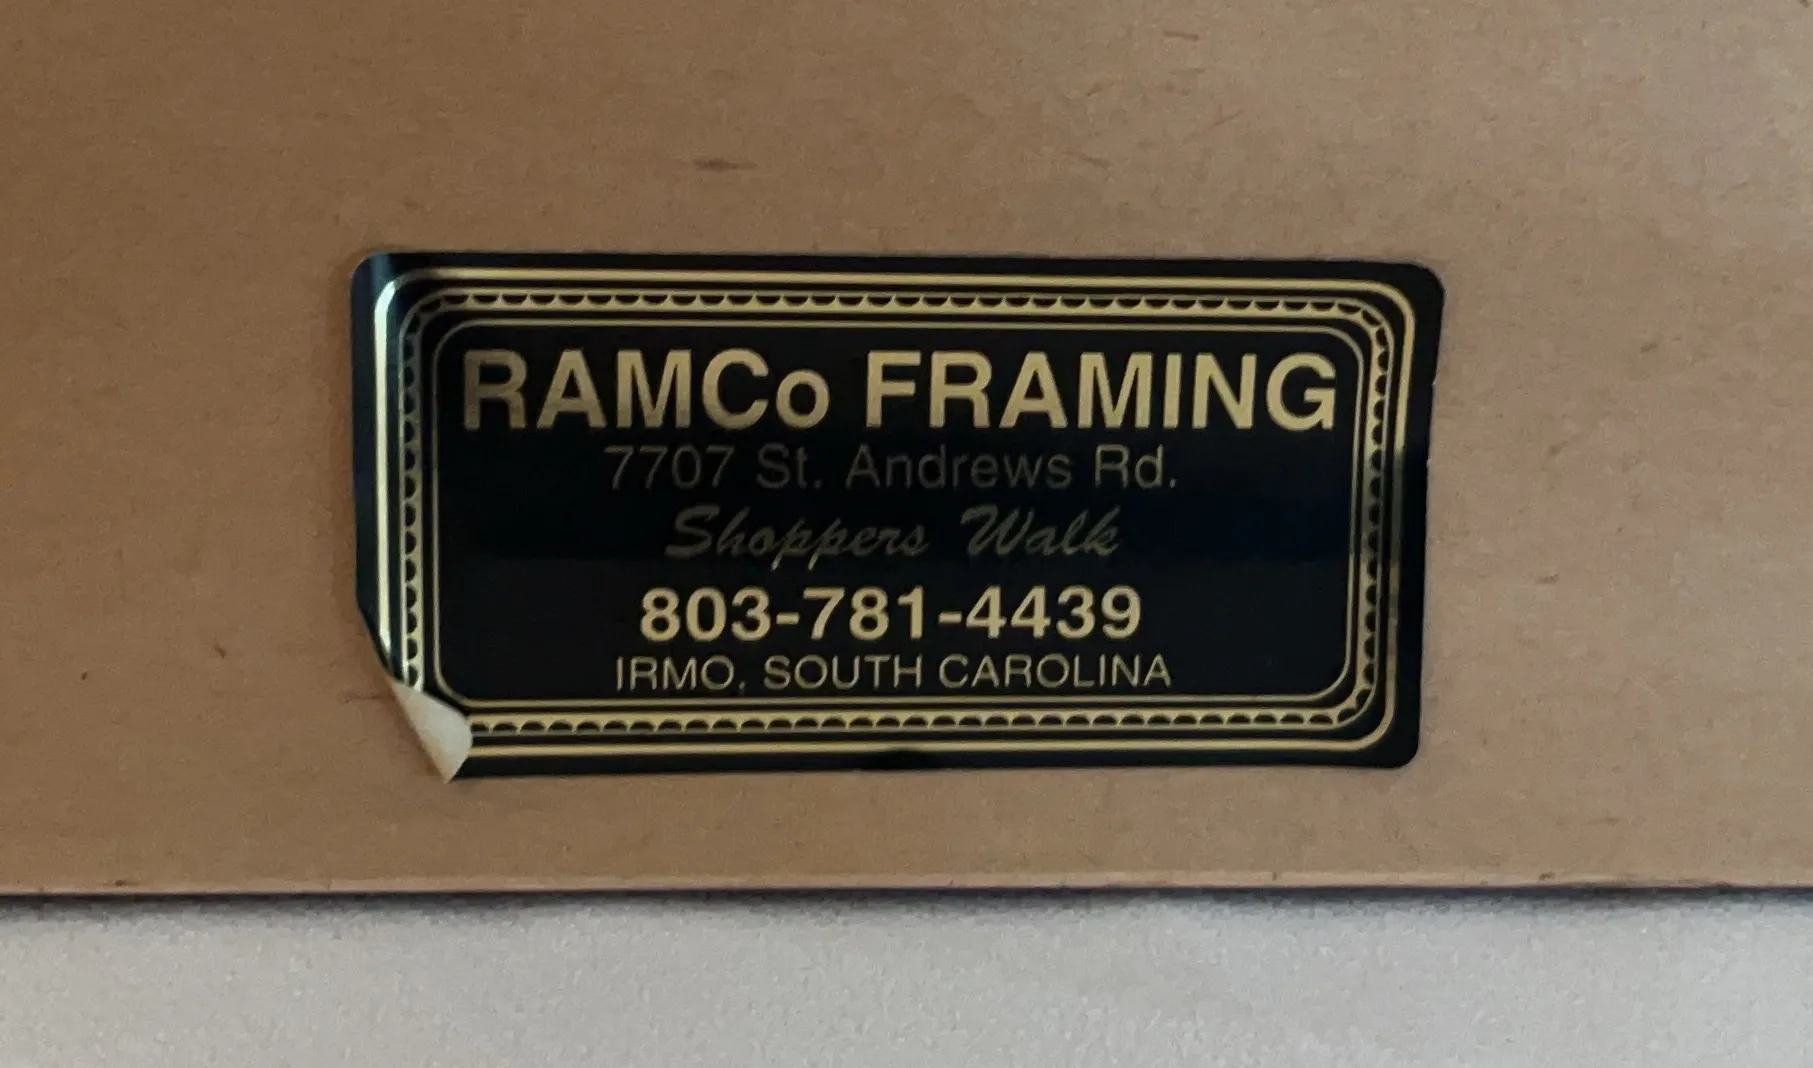 RAMCo FRAMING
7707 St. Andrews Rd.
Shoppers Walk
803-781-4439
IRMO, SOUTH CAROLINA